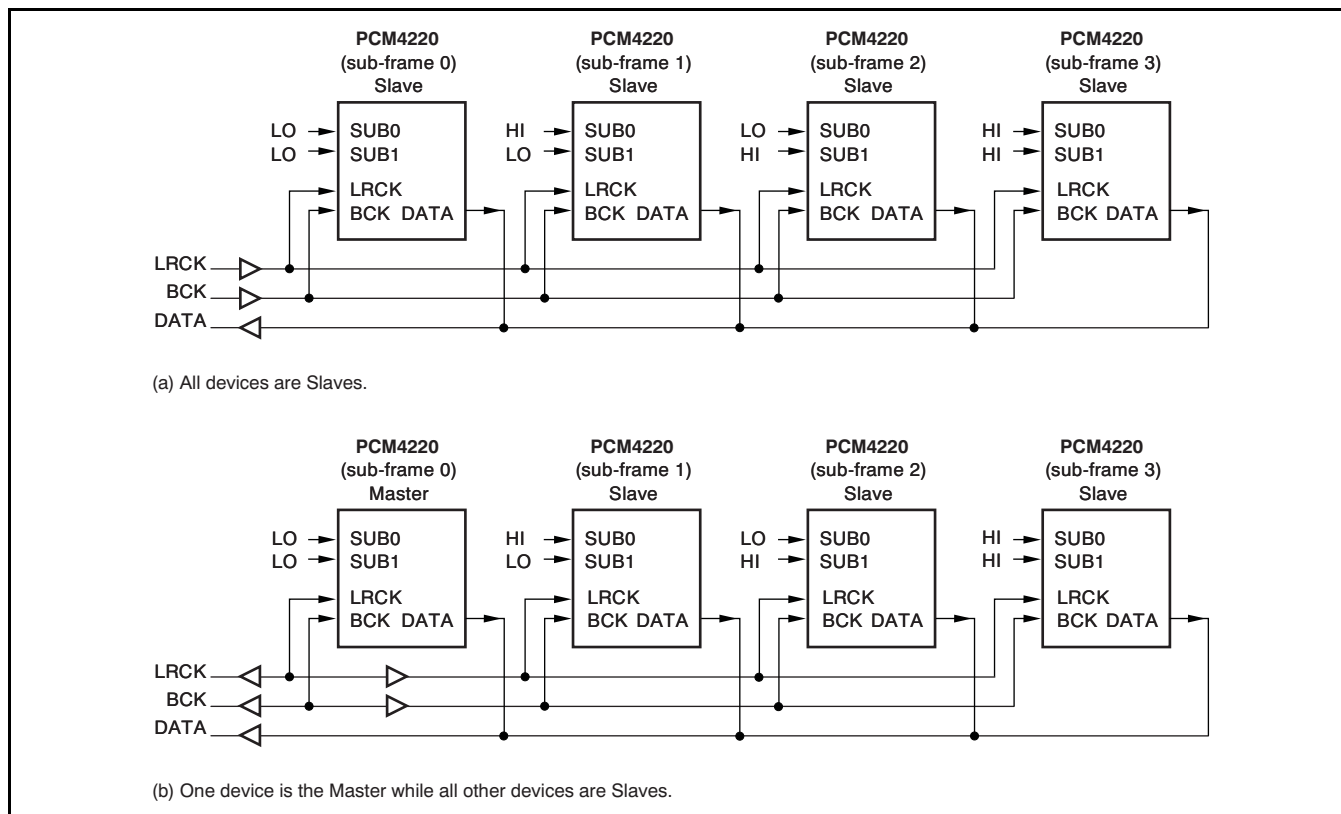 PCM4220 PCM4220 PCM4220 PCM4220
(sub-frame 0) (sub-frame 1) (sub-frame 2) (sub-frame 3)
Slave Slave Slave Slave
LO SUB0 HI SUB0 LO SUB0 HI SUB0
LO SUB1 LO SUB1 HI SUB1 HI SUB1
LRCK LRCK LRCK LRCK
BCK DATA BCK DATA BCK DATA BCK DATA
LRCK
BCK
DATA
(a) All devices are Slaves.
PCM4220 PCM4220 PCM4220 PCM4220
(sub-frame 0) (sub-frame 1) (sub-frame 2) (sub-frame 3)
Master Slave Slave Slave
LO SUB0 HI SUB0 LO SUB0 HI SUB0
LO SUB1 LO SUB1 HI SUB1 HI SUB1
LRCK LRCK LRCK LRCK
BCK DATA BCK DATA BCK DATA BCK DATA
LRCK
BCK
DATA
(b) One device is the Master while all other devices are Slaves.